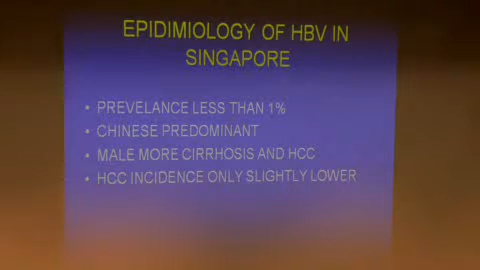 EPIDIMIOLOGY OF HBV IN
SINGAPORE
• PREVELANCE LESS THAN 1%
• CHINESE PREDOMINANT
• MALE MORE CIRRHOSIS AND HCC
• HCC INCIDENCE ONLY SLIGHTLY LOWER